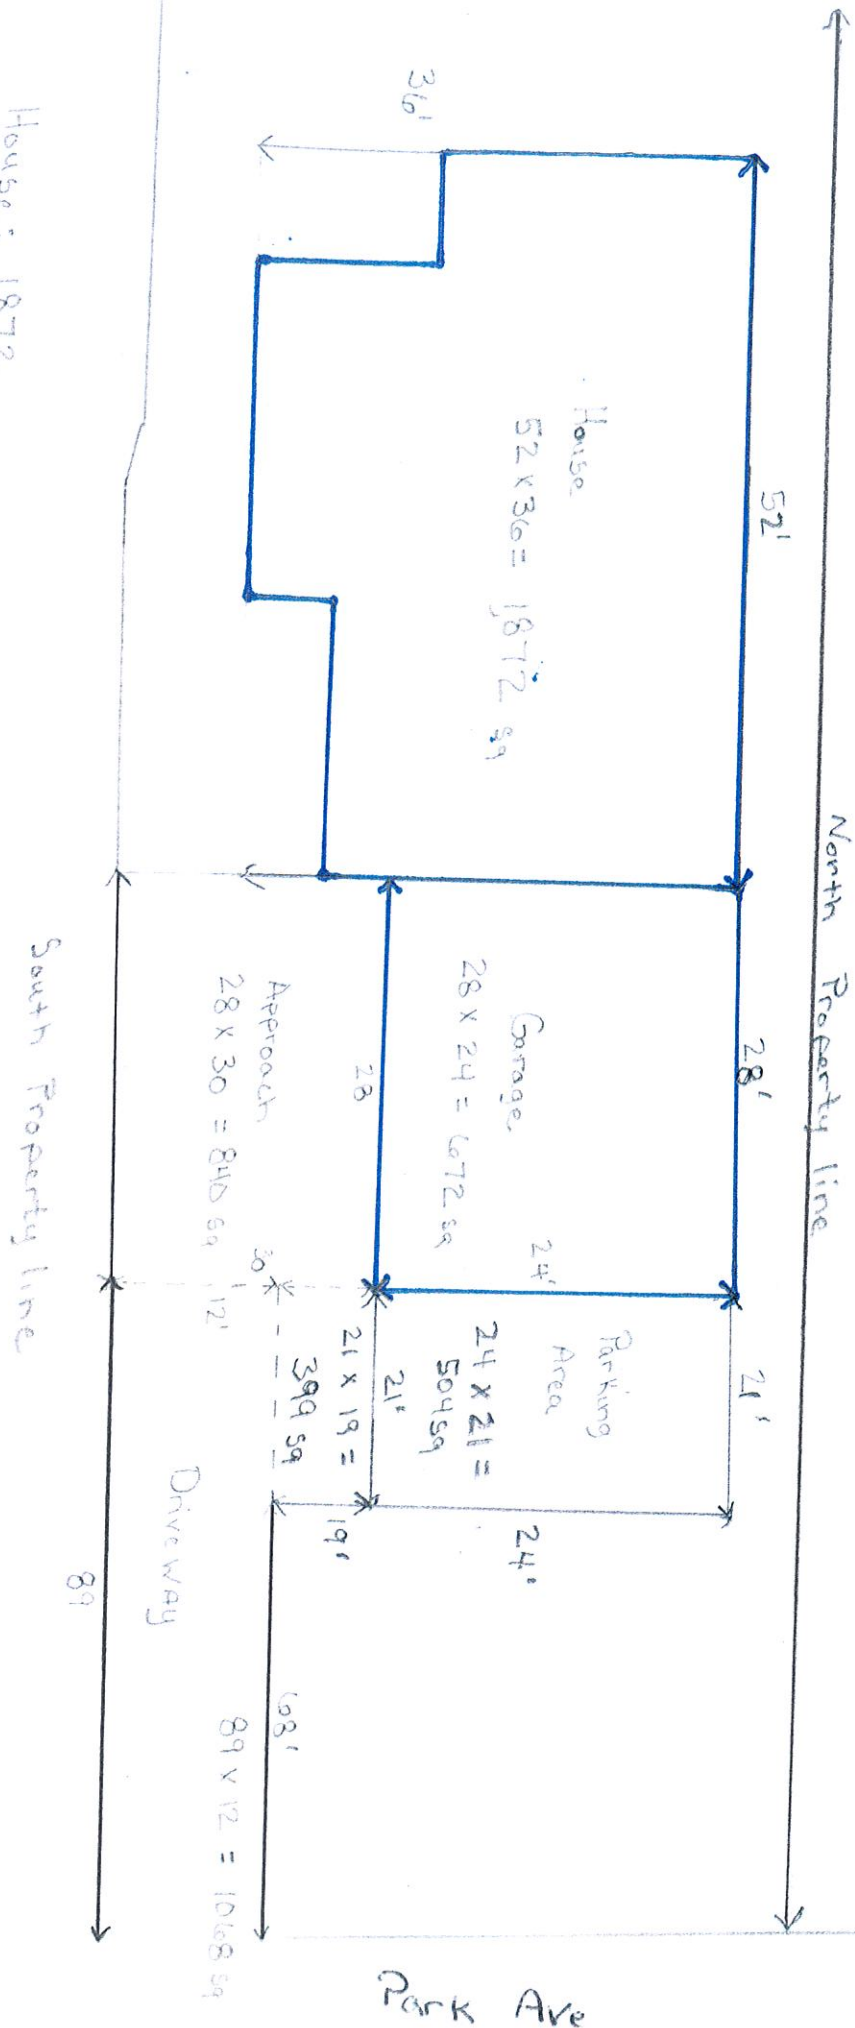 North Property line
52'
28'
21'
36'
House
52 x 36 = 1872 sq
Garage
28 x 24 = 672 sq
24'
Parking
Area
24 x 21 =
504 sq
24'
28
21'
21 x 19 =
399 sq
19'
Approach
28 x 30 = 840 sq
30'
12'
68'
89 x 12 = 1068 sq
Driveway
89
South Property line
Park Ave
House : 1872